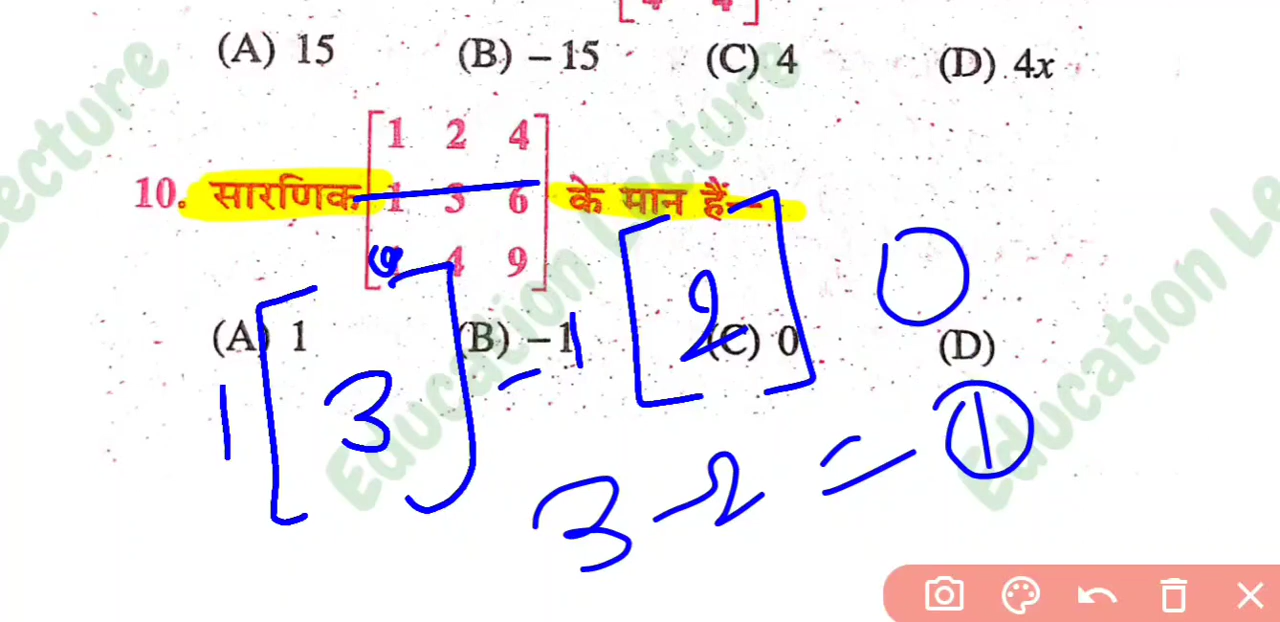 (A) 15 (B) – 15 (C) 4 (D) 4x
1 2 4
10. सारणिक 1 3 6 के मान हैं–
4 9
(A) 1 (B) – 1 (C) 0 (D)
0
1 [3] - 1 [2]
3 - 2 = 1
Education Lecture